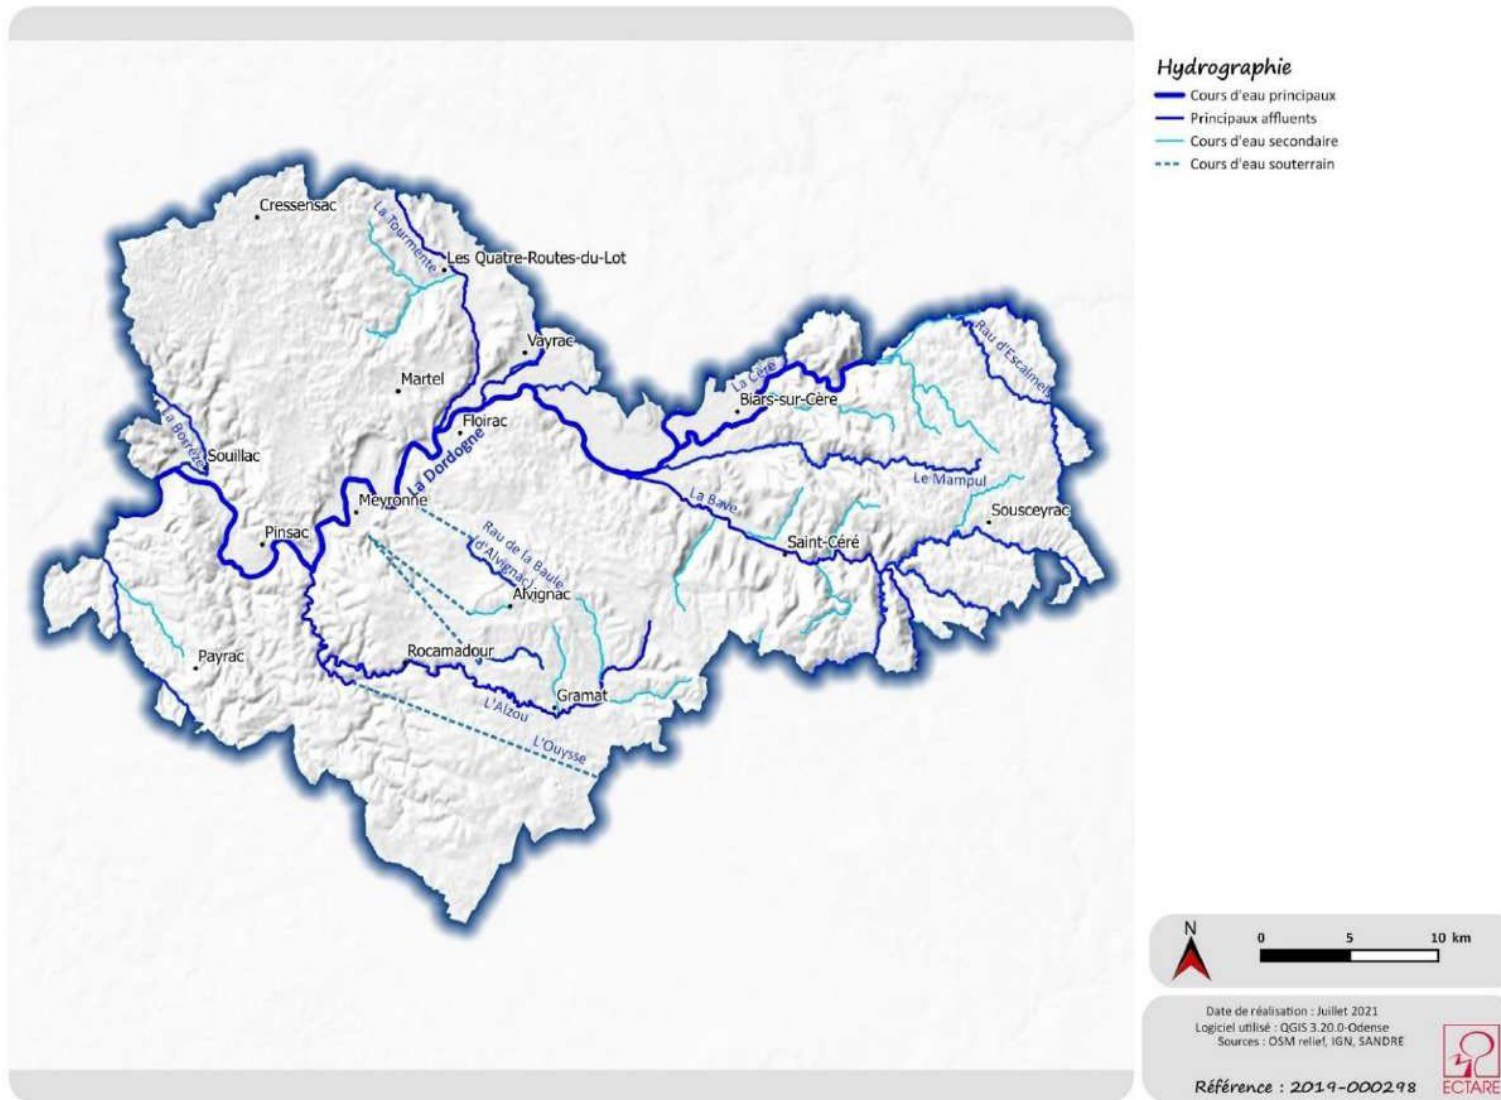 Hydrographie
Cours d'eau principaux
Principaux affluents
Cours d'eau secondaire
Cours d'eau souterrain
Cressensac
La Tourmente
Les Quatre-Routes-du-Lot
Vayrac
Martel
Floirac
La Dordogne
La Cère
Biars-sur-Cère
Rau d'Escalmels
La Borrèze
Souillac
Meyronne
Pinsac
La Bave
Le Mampul
Sousceyrac
Saint-Céré
Rau de la Baule
(d'Alvignac)
Alvignac
Payrac
Rocamadour
Gramat
L'Alzou
L'Ouysse
N
0 5 10 km
Date de réalisation : Juillet 2021
Logiciel utilisé : QGIS 3.20.0-Odense
Sources : OSM relief, IGN, SANDRE
Référence : 2019-000298
ECTARE